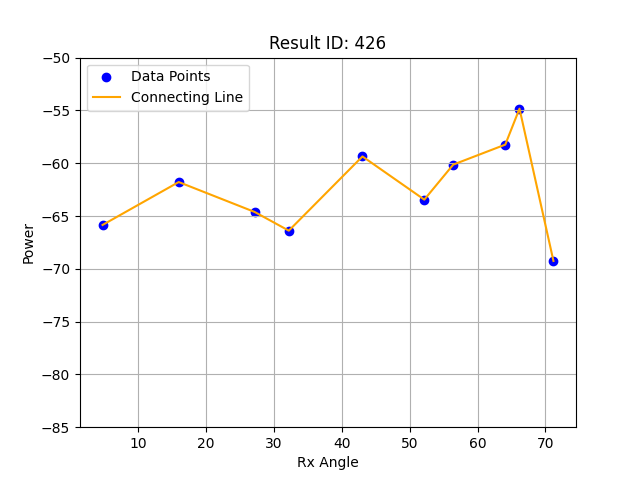 Result ID: 426
Data Points
Connecting Line
−50
−55
−60
−65
−70
−75
−80
−85
Power
10 20 30 40 50 60 70
Rx Angle